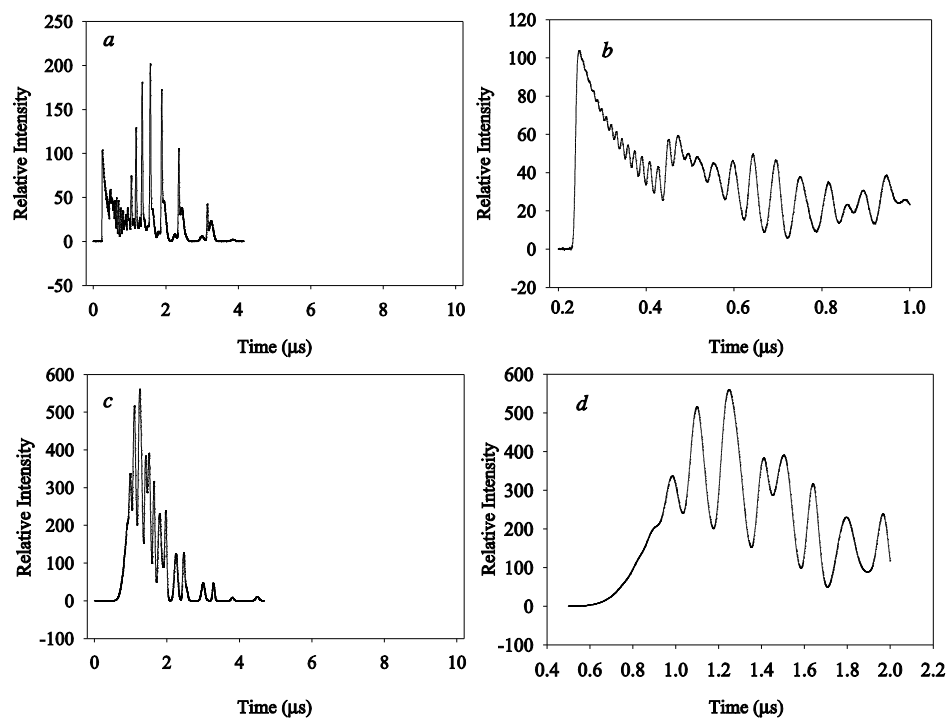 a
250
200
150
100
50
0
-50
Relative Intensity
0 2 4 6 8 10
Time (μs)
b
120
100
80
60
40
20
0
-20
Relative Intensity
0.2 0.4 0.6 0.8 1.0
Time (μs)
c
600
500
400
300
200
100
0
-100
Relative Intensity
0 2 4 6 8 10
Time (μs)
d
600
500
400
300
200
100
0
-100
Relative Intensity
0.4 0.6 0.8 1.0 1.2 1.4 1.6 1.8 2.0 2.2
Time (μs)